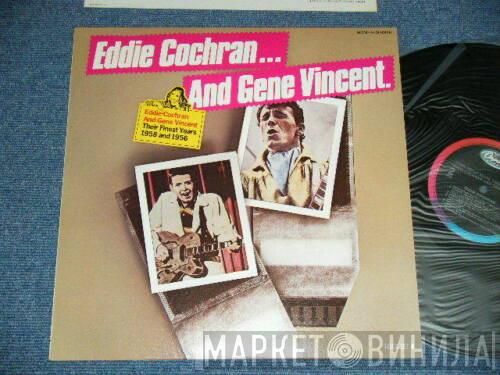 Eddie Cochran...
And Gene Vincent.
Eddie Cochran
And Gene Vincent
Their Finest Years
1958 and 1956
МАРКЕТ ВИНИЛА